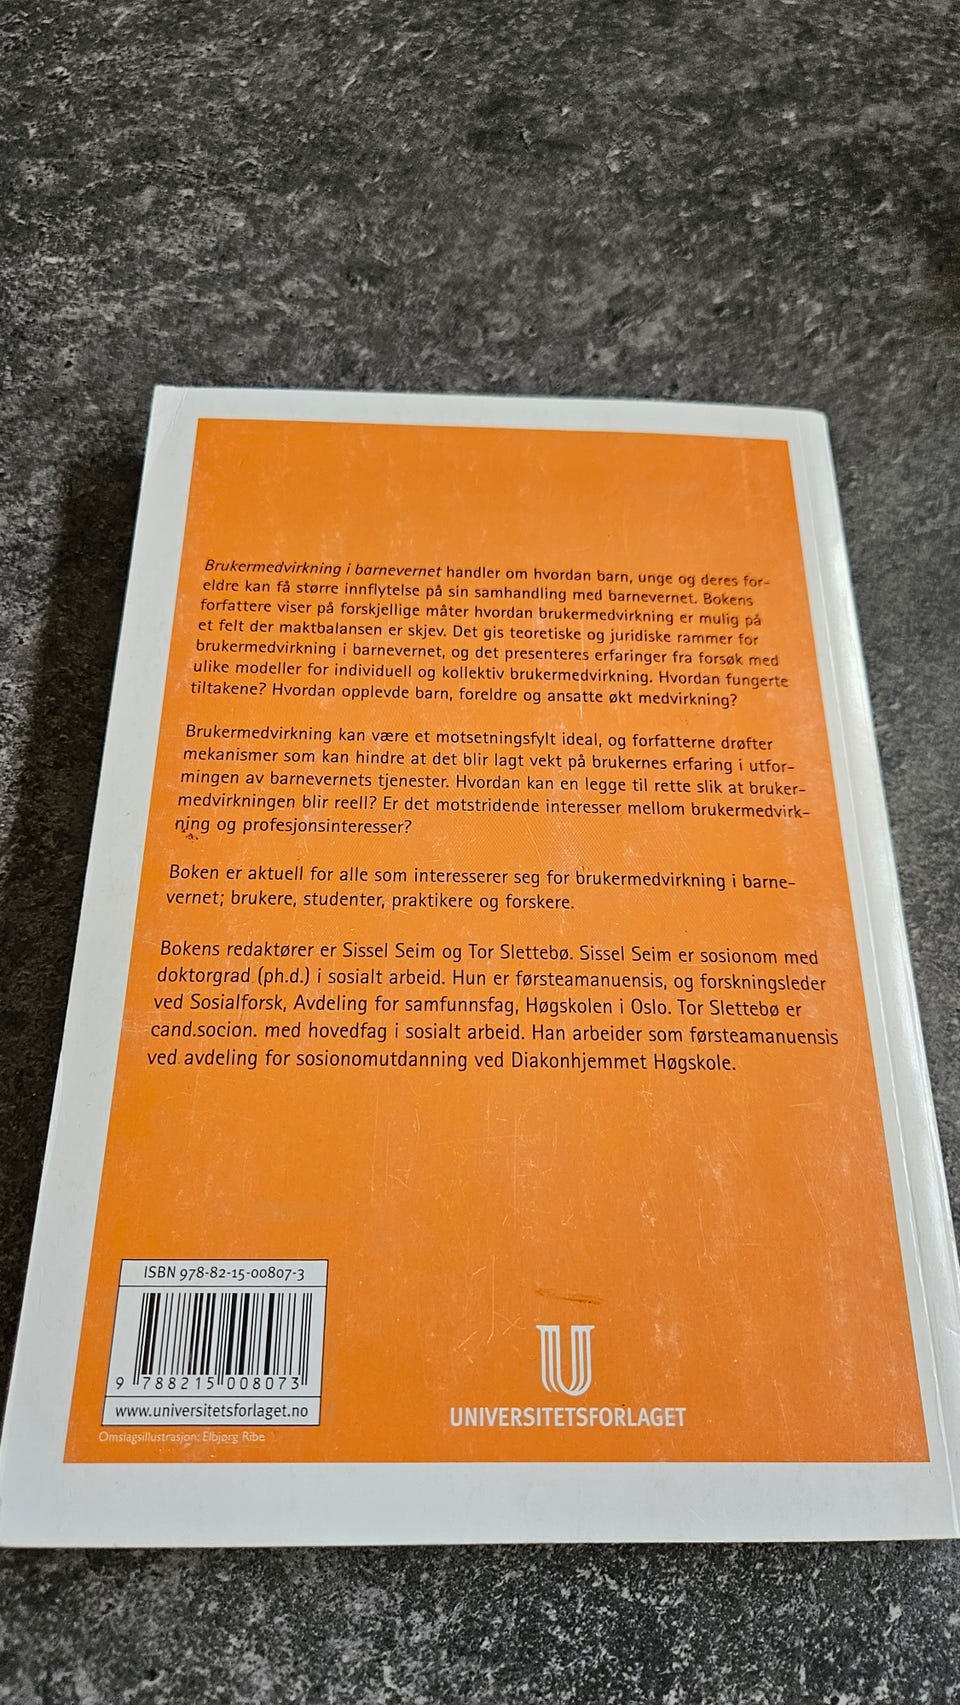 Brukermedvirkning i barnevernet handler om hvordan barn, unge og deres for-
eldre kan få større innflytelse på sin samhandling med barnevernet. Bokens
forfattere viser på forskjellige måter hvordan brukermedvirkning er mulig på
et felt der maktbalansen er skjev. Det gis teoretiske og juridiske rammer for
brukermedvirkning i barnevernet, og det presenteres erfaringer fra forsøk med
ulike modeller for individuell og kollektiv brukermedvirkning. Hvordan fungerte
tiltakene? Hvordan opplevde barn, foreldre og ansatte økt medvirkning?
Brukermedvirkning kan være et motsetningsfylt ideal, og forfatterne drøfter
mekanismer som kan hindre at det blir lagt vekt på brukernes erfaring i utfor-
mingen av barnevernets tjenester. Hvordan kan en legge til rette slik at bruker-
medvirkningen blir reell? Er det motstridende interesser mellom brukermedvirk-
ning og profesjonsinteresser?
Boken er aktuell for alle som interesserer seg for brukermedvirkning i barne-
vernet; brukere, studenter, praktikere og forskere.
Bokens redaktører er Sissel Seim og Tor Slettebø. Sissel Seim er sosionom med
doktorgrad (ph.d.) i sosialt arbeid. Hun er førsteamanuensis, og forskningsleder
ved Sosialforsk, Avdeling for samfunnsfag, Høgskolen i Oslo. Tor Slettebø er
cand.socion. med hovedfag i sosialt arbeid. Han arbeider som førsteamanuensis
ved avdeling for sosionomutdanning ved Diakonhjemmet Høgskole.
ISBN 978-82-15-00807-3
9 788215 008073
www.universitetsforlaget.no
Omslagsillustrasjon: Elbjørg Ribe
U
UNIVERSITETSFORLAGET